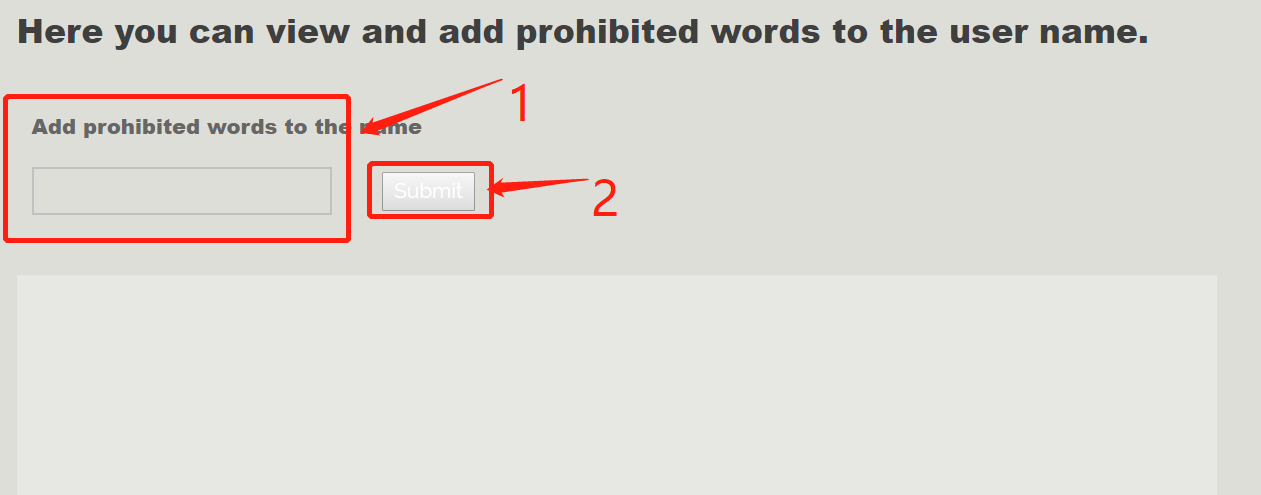 Here you can view and add prohibited words to the user name.
1
Add prohibited words to the name
Submit
2